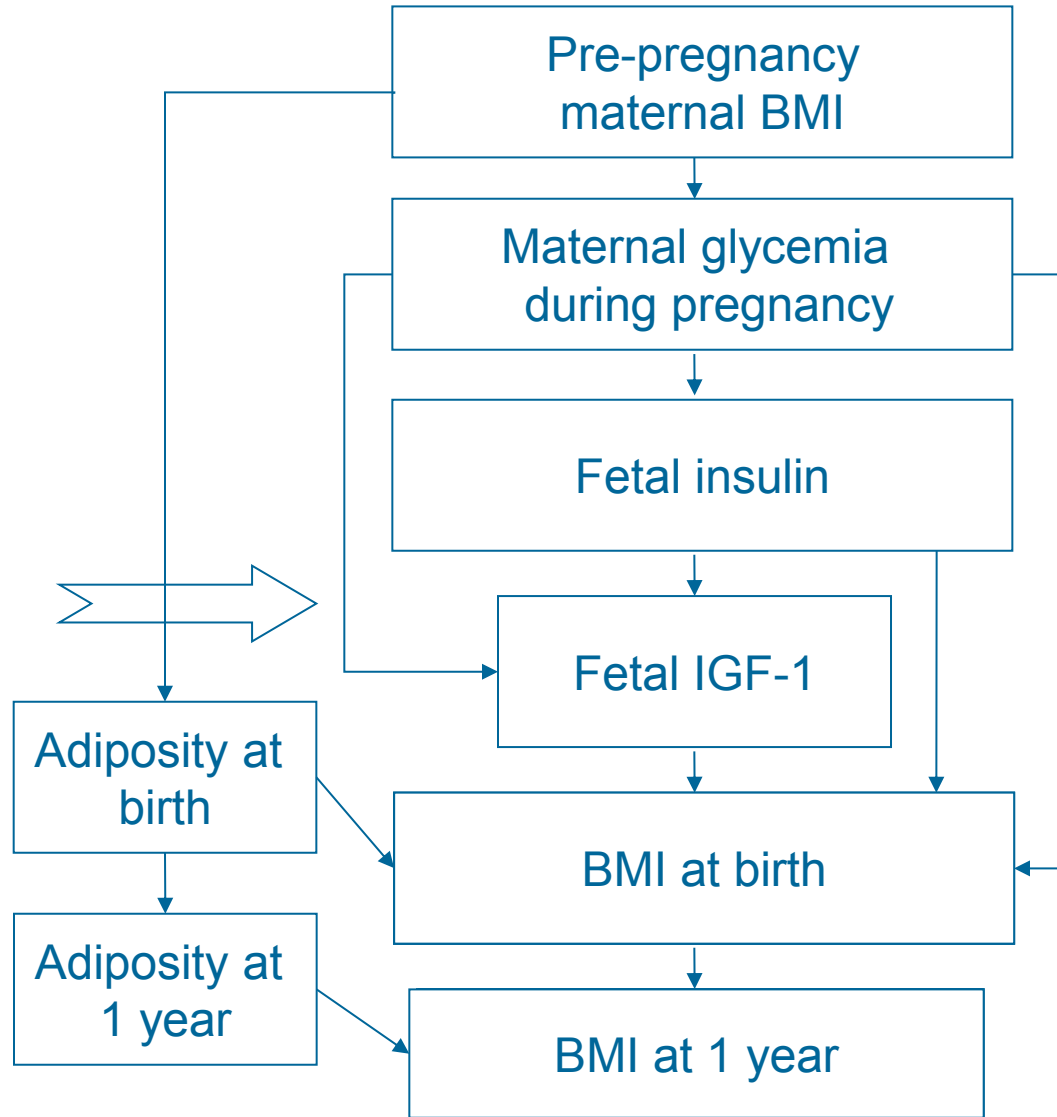 Pre-pregnancy
maternal BMI
Maternal glycemia
during pregnancy
Fetal insulin
Fetal IGF-1
Adiposity at
birth
BMI at birth
Adiposity at
1 year
BMI at 1 year